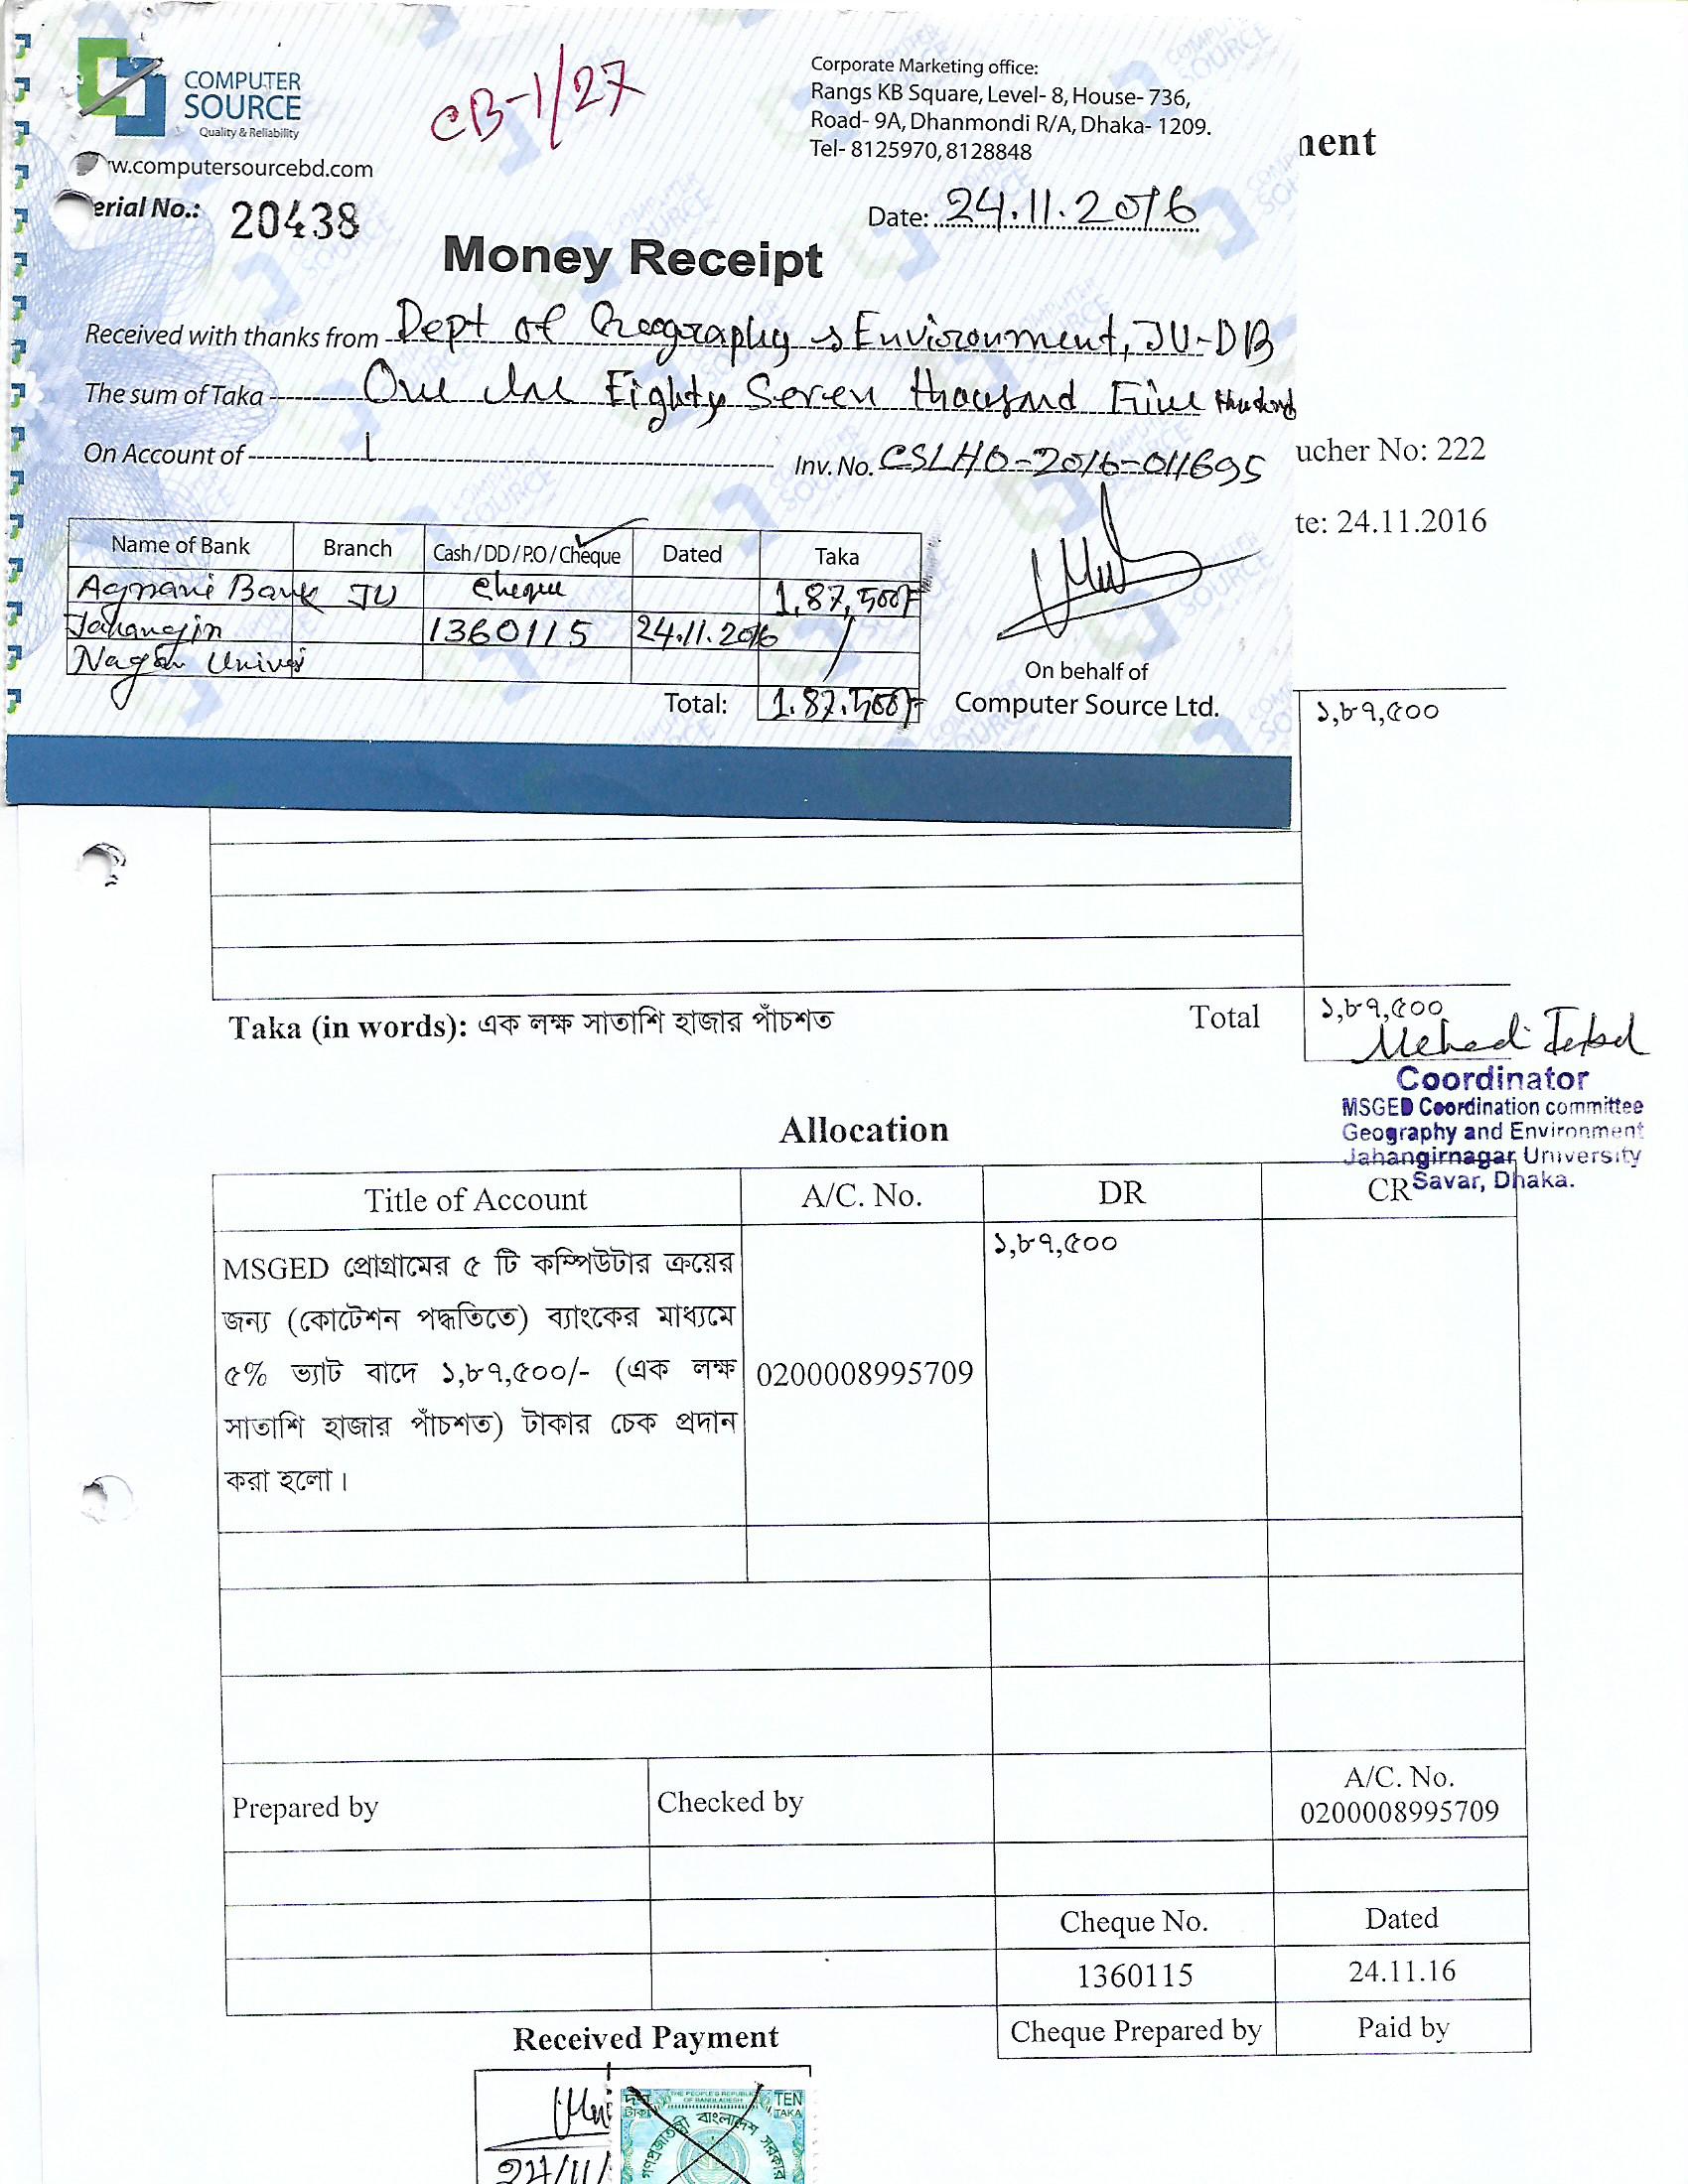 COMPUTER
SOURCE
Quality & Reliability
w.computersourcebd.com
erial No.: 20438
CB-1/27
Corporate Marketing office:
Rangs KB Square, Level- 8, House- 736,
Road- 9A, Dhanmondi R/A, Dhaka- 1209.
Tel- 8125970, 8128848
Date: 24.11.2016
Money Receipt
Received with thanks from Dept of Geography & Environment, JU-DB
The sum of Taka One Eighty Seven thousand Five Hundred
On Account of Inv. No. CSLHO-2016-011695
nent
ucher No: 222
te: 24.11.2016
Name of Bank Branch Cash / DD / P.O / Cheque Dated Taka
Agrani Bank JU Cheque 1,87,500/-
Jahangir 1360115 24.11.2016
Nagar Univer
Total: 1.87.500/-
On behalf of
Computer Source Ltd.
১,৮৭,৫০০
Taka (in words): এক লক্ষ সাতাশি হাজার পাঁচশত Total ১,৮৭,৫০০
Mehedi Iqbal
Coordinator
MSGED Coordination committee
Geography and Environment
Jahangirnagar University
Savar, Dhaka.
Allocation
Title of Account A/C. No. DR CR
MSGED প্রোগ্রামের ৫ টি কম্পিউটার ক্রয়ের ১,৮৭,৫০০
জন্য (কোটেশন পদ্ধতিতে) ব্যাংকের মাধ্যমে
৫% ভ্যাট বাদে ১,৮৭,৫০০/- (এক লক্ষ 0200008995709
সাতাশি হাজার পাঁচশত) টাকার চেক প্রদান
করা হলো।
Prepared by Checked by A/C. No.
0200008995709
Cheque No. Dated
1360115 24.11.16
Cheque Prepared by Paid by
Received Payment
24/11/
দশ টাকা
THE PEOPLE'S REPUBLIC
OF BANGLADESH
TEN
TAKA
গণপ্রজাতন্ত্রী বাংলাদেশ সরকার